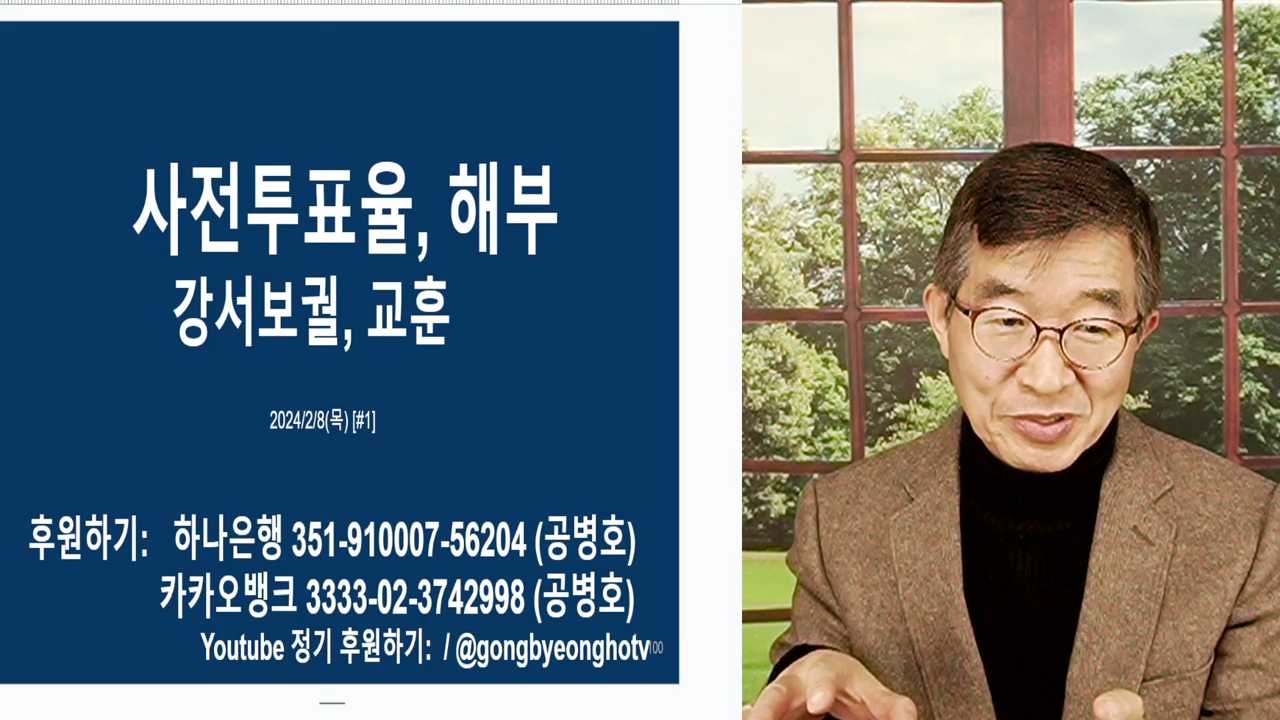 사전투표율, 해부
강서보궐, 교훈
2024/2/8(목) [#1]
후원하기: 하나은행 351-910007-56204 (공병호)
카카오뱅크 3333-02-3742998 (공병호)
Youtube 정기 후원하기: / @gongbyeonghotv
100